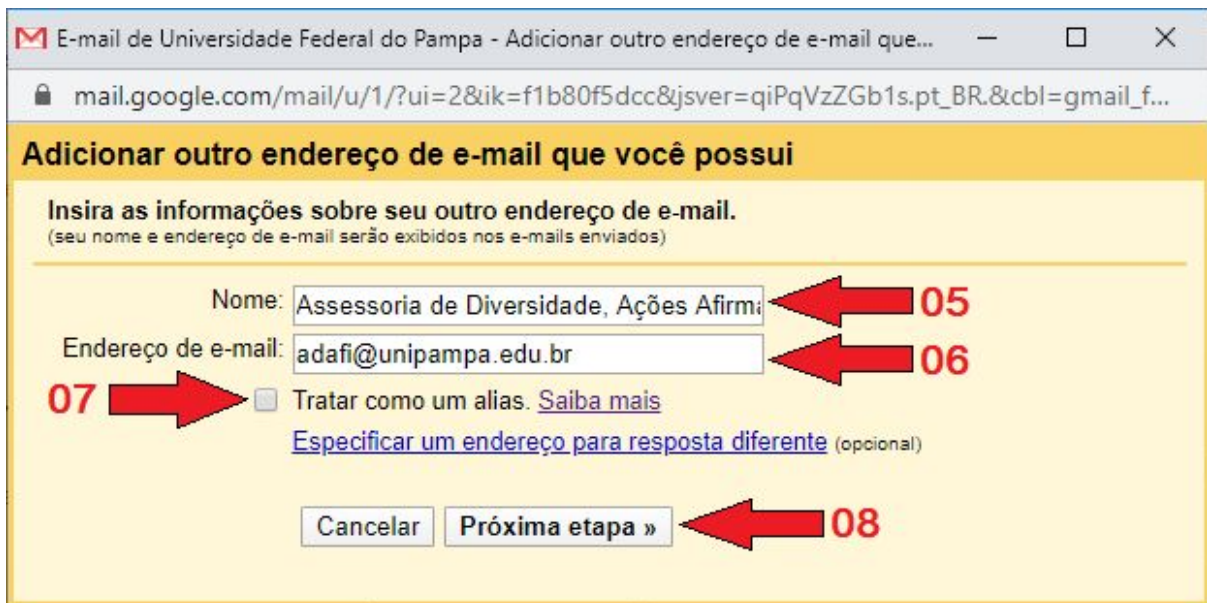 E-mail de Universidade Federal do Pampa - Adicionar outro endereço de e-mail que...
mail.google.com/mail/u/1/?ui=2&ik=f1b80f5dcc&jsver=qiPqVzZGb1s.pt_BR.&cbl=gmail_f...
Adicionar outro endereço de e-mail que você possui
Insira as informações sobre seu outro endereço de e-mail.
(seu nome e endereço de e-mail serão exibidos nos e-mails enviados)
Nome: Assessoria de Diversidade, Ações Afirma 05
Endereço de e-mail: adafi@unipampa.edu.br 06
07 Tratar como um alias. Saiba mais
Especificar um endereço para resposta diferente (opcional)
Cancelar Próxima etapa » 08